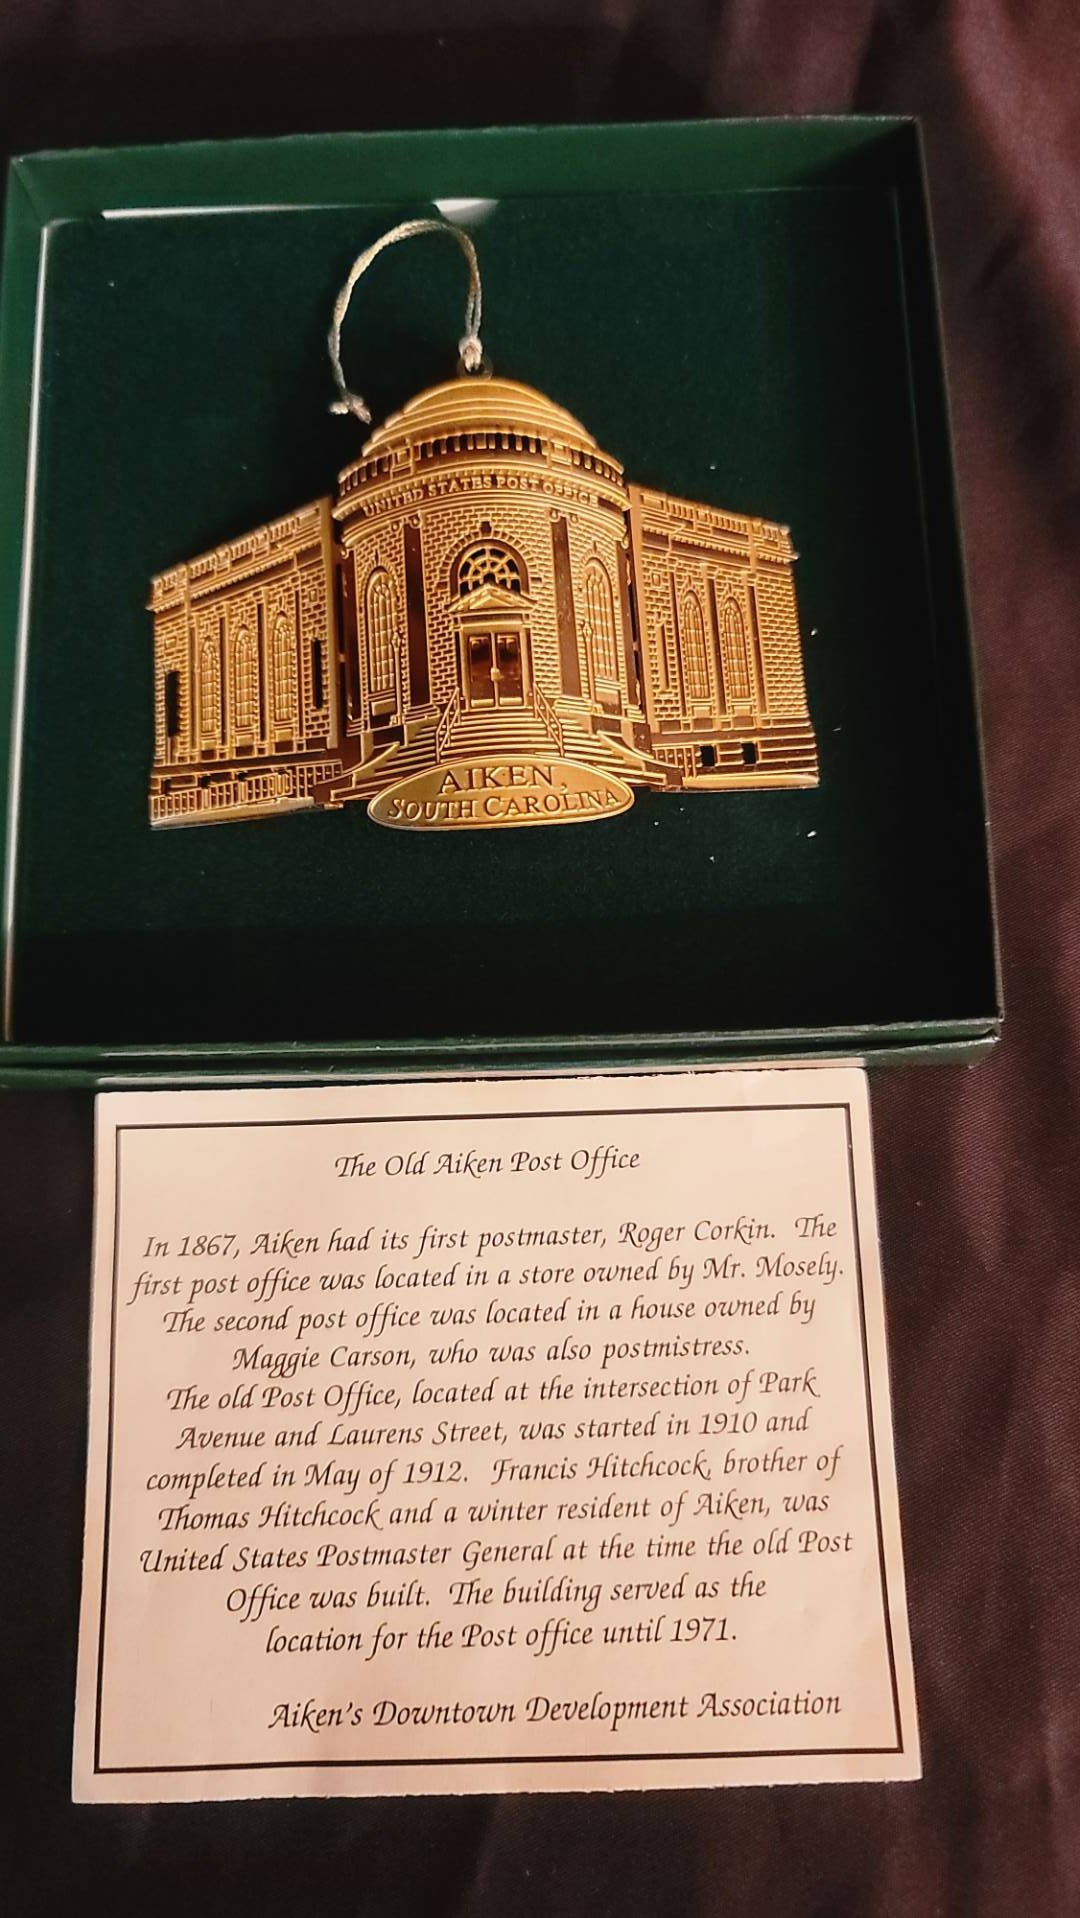 UNITED STATES POST OFFICE
AIKEN,
SOUTH CAROLINA
The Old Aiken Post Office
In 1867, Aiken had its first postmaster, Roger Corkin. The
first post office was located in a store owned by Mr. Mosely.
The second post office was located in a house owned by
Maggie Carson, who was also postmistress.
The old Post Office, located at the intersection of Park
Avenue and Laurens Street, was started in 1910 and
completed in May of 1912. Francis Hitchcock, brother of
Thomas Hitchcock and a winter resident of Aiken, was
United States Postmaster General at the time the old Post
Office was built. The building served as the
location for the Post office until 1971.
Aiken's Downtown Development Association